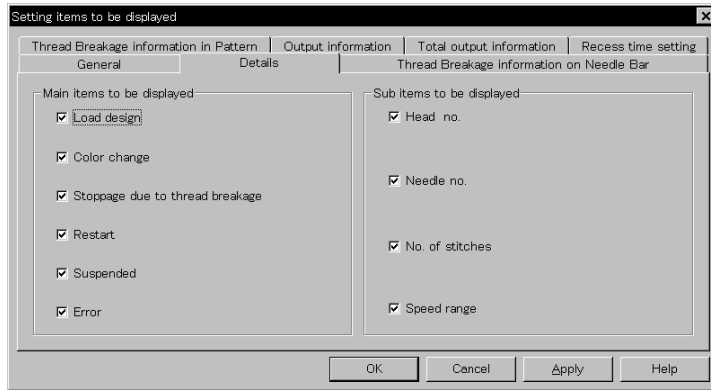 Setting items to be displayed
Thread Breakage information in Pattern
Output information
Total output information
Recess time setting
General
Details
Thread Breakage information on Needle Bar
Main items to be displayed
Load design
Color change
Stoppage due to thread breakage
Restart
Suspended
Error
Sub items to be displayed
Head no.
Needle no.
No. of stitches
Speed range
OK
Cancel
Apply
Help